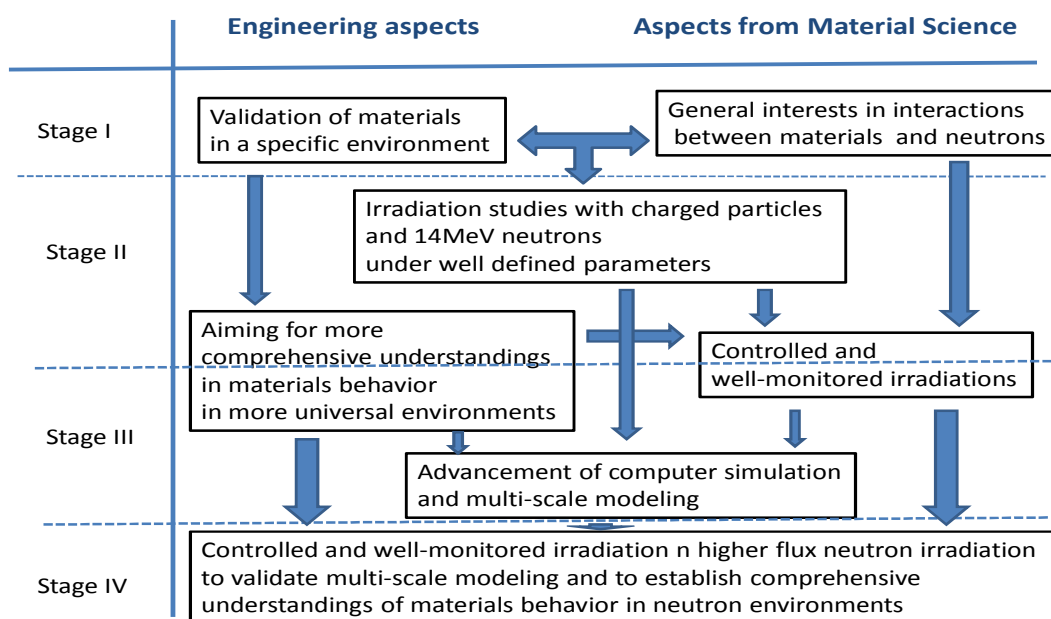 Engineering aspects
Aspects from Material Science
Stage I
Validation of materials
in a specific environment
General interests in interactions
between materials and neutrons
Stage II
Irradiation studies with charged particles
and 14MeV neutrons
under well defined parameters
Aiming for more
comprehensive understandings
in materials behavior
in more universal environments
Controlled and
well-monitored irradiations
Stage III
Advancement of computer simulation
and multi-scale modeling
Stage IV
Controlled and well-monitored irradiation n higher flux neutron irradiation
to validate multi-scale modeling and to establish comprehensive
understandings of materials behavior in neutron environments